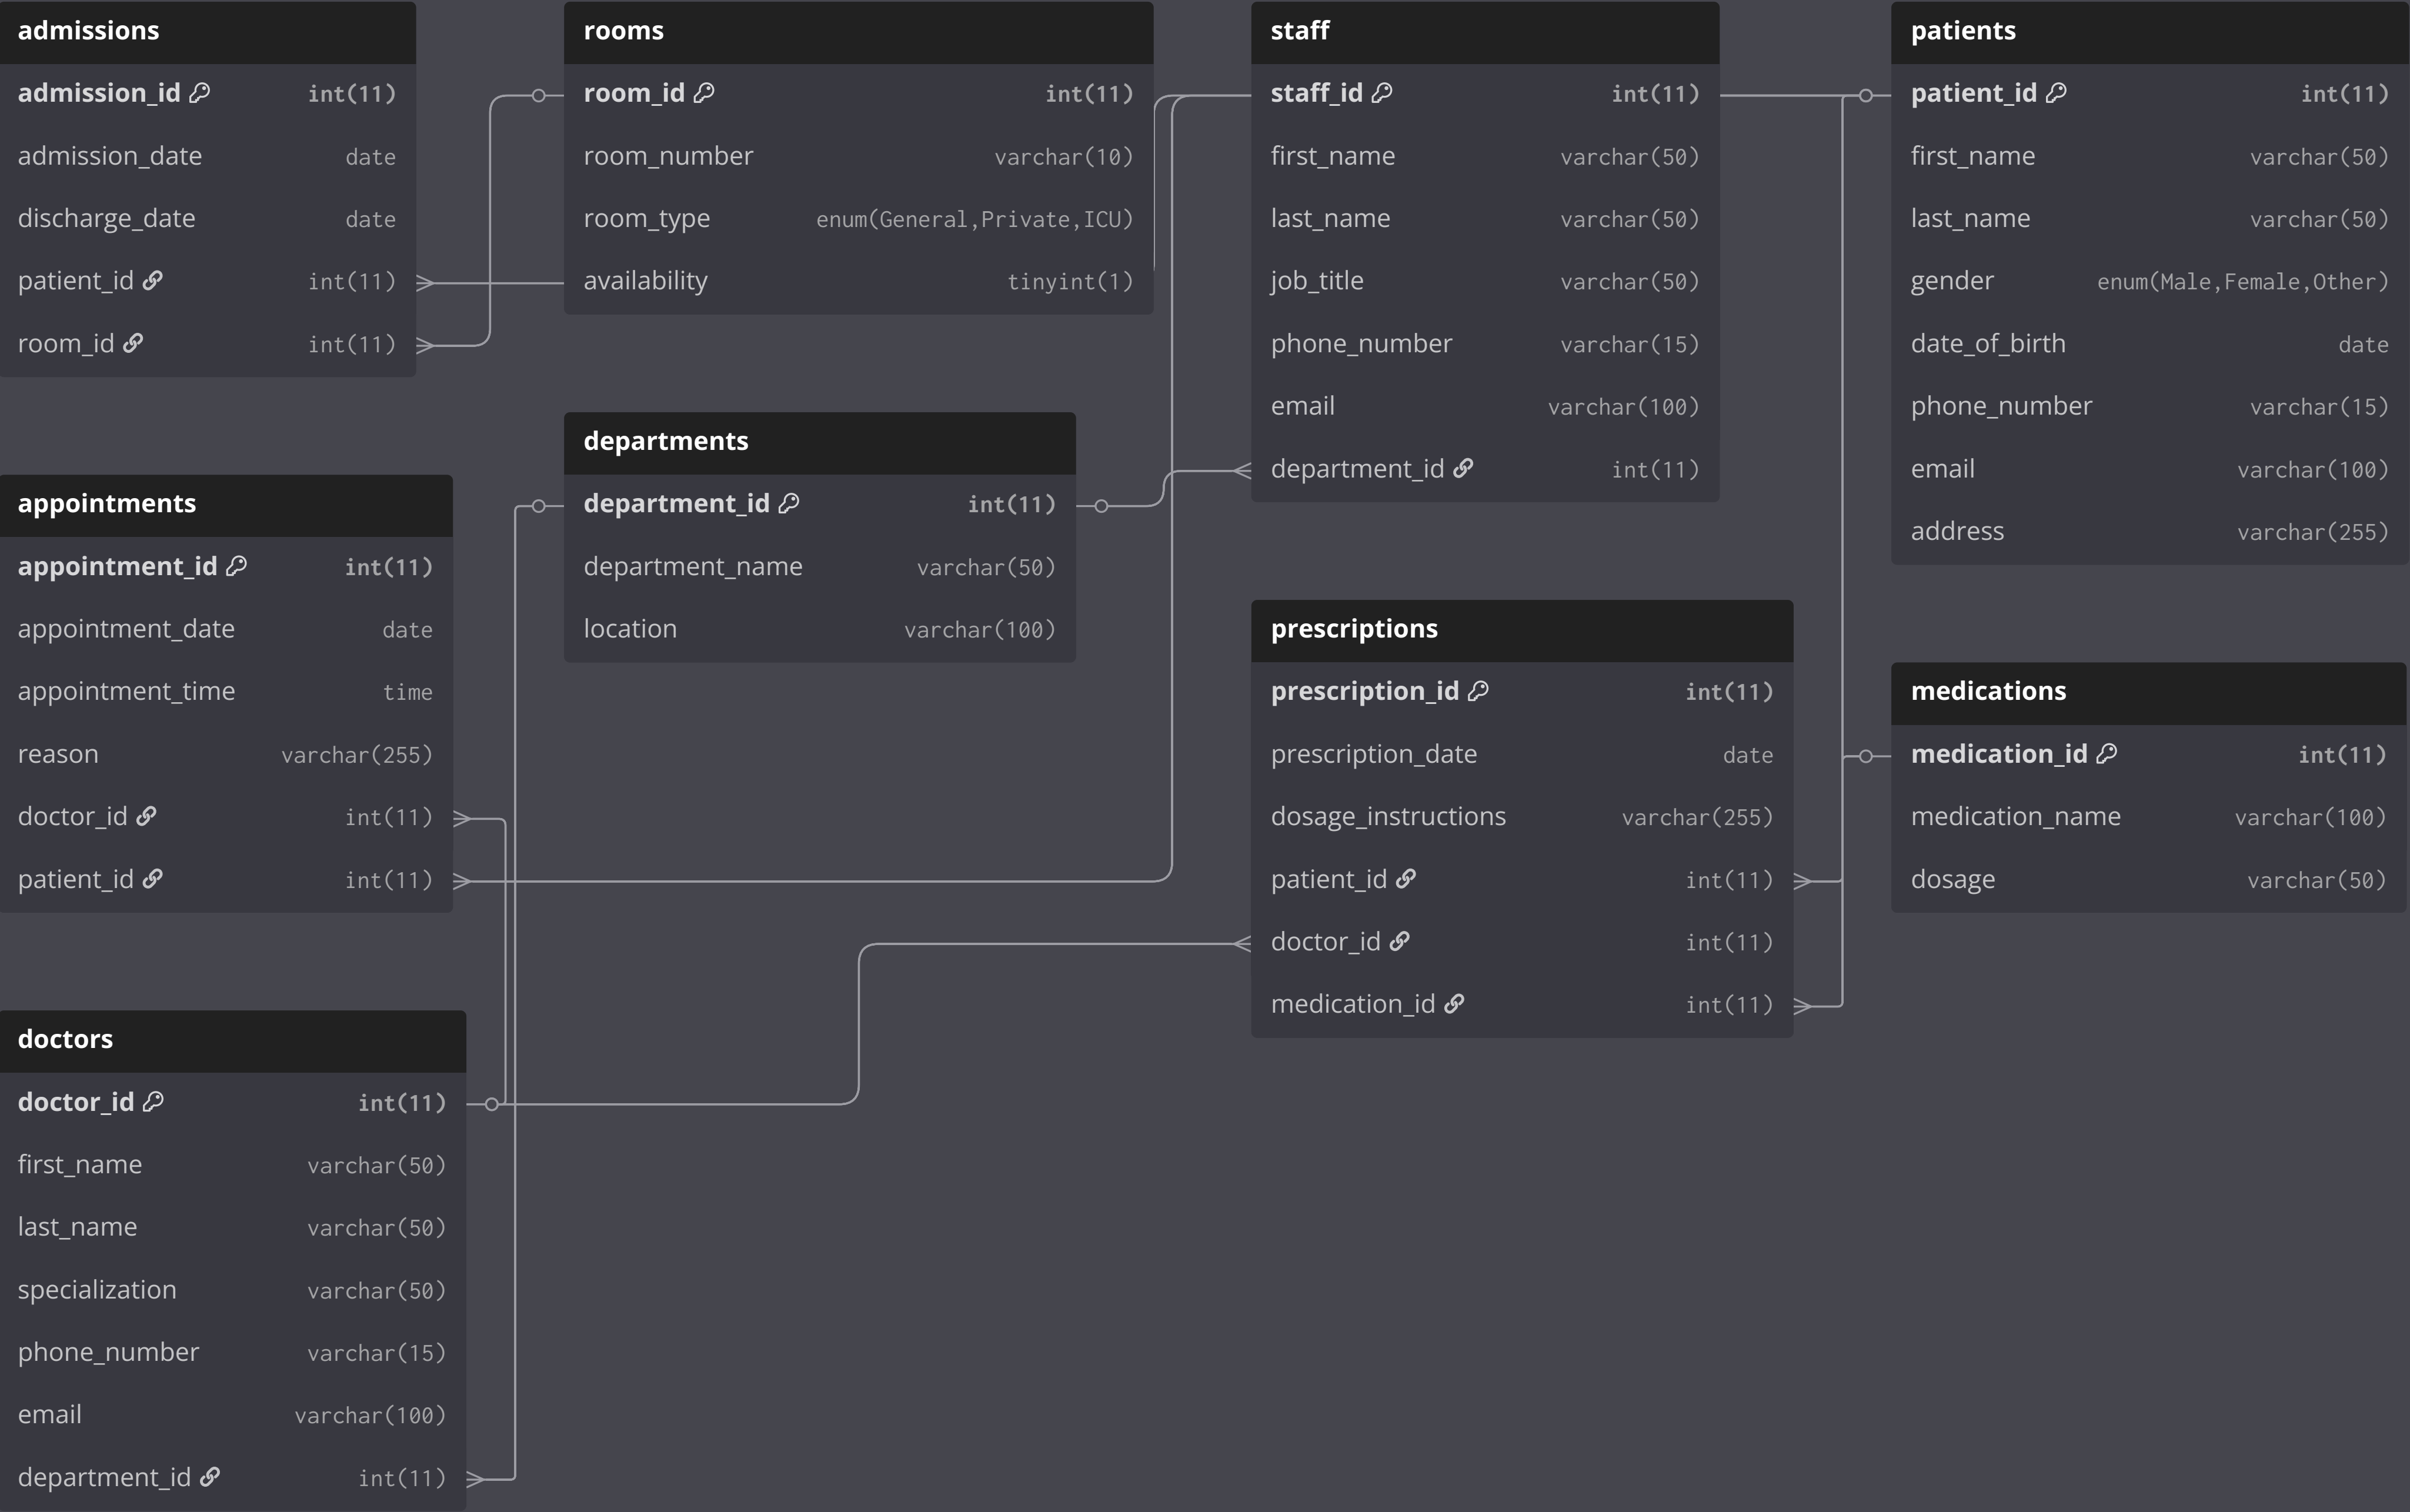 admissions
admission_id int(11)
admission_date date
discharge_date date
patient_id int(11)
room_id int(11)
rooms
room_id int(11)
room_number varchar(10)
room_type enum(General,Private,ICU)
availability tinyint(1)
staff
staff_id int(11)
first_name varchar(50)
last_name varchar(50)
job_title varchar(50)
phone_number varchar(15)
email varchar(100)
department_id int(11)
patients
patient_id int(11)
first_name varchar(50)
last_name varchar(50)
gender enum(Male,Female,Other)
date_of_birth date
phone_number varchar(15)
email varchar(100)
address varchar(255)
departments
department_id int(11)
department_name varchar(50)
location varchar(100)
appointments
appointment_id int(11)
appointment_date date
appointment_time time
reason varchar(255)
doctor_id int(11)
patient_id int(11)
prescriptions
prescription_id int(11)
prescription_date date
dosage_instructions varchar(255)
patient_id int(11)
doctor_id int(11)
medication_id int(11)
medications
medication_id int(11)
medication_name varchar(100)
dosage varchar(50)
doctors
doctor_id int(11)
first_name varchar(50)
last_name varchar(50)
specialization varchar(50)
phone_number varchar(15)
email varchar(100)
department_id int(11)